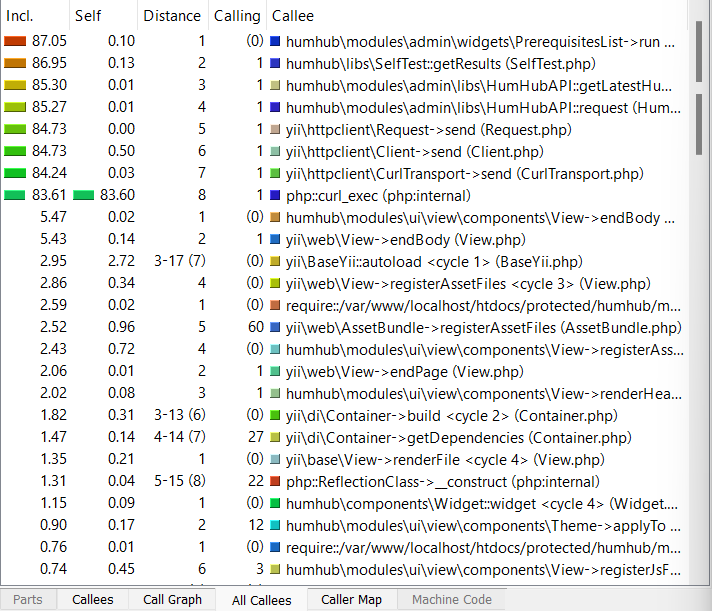 Incl. Self Distance Calling Callee
87.05 0.10 1 (0) humhub\modules\admin\widgets\PrerequisitesList->run ...
86.95 0.13 2 1 humhub\libs\SelfTest::getResults (SelfTest.php)
85.30 0.01 3 1 humhub\modules\admin\libs\HumHubAPI::getLatestHu...
85.27 0.01 4 1 humhub\modules\admin\libs\HumHubAPI::request (Hum...
84.73 0.00 5 1 yii\httpclient\Request->send (Request.php)
84.73 0.50 6 1 yii\httpclient\Client->send (Client.php)
84.24 0.03 7 1 yii\httpclient\CurlTransport->send (CurlTransport.php)
83.61 83.60 8 1 php::curl_exec (php:internal)
5.47 0.02 1 (0) humhub\modules\ui\view\components\View->endBody ...
5.43 0.14 2 1 yii\web\View->endBody (View.php)
2.95 2.72 3-17 (7) (0) yii\BaseYii::autoload <cycle 1> (BaseYii.php)
2.86 0.34 4 (0) yii\web\View->registerAssetFiles <cycle 3> (View.php)
2.59 0.02 1 (0) require::/var/www/localhost/htdocs/protected/humhub/m...
2.52 0.96 5 60 yii\web\AssetBundle->registerAssetFiles (AssetBundle.php)
2.43 0.72 4 (0) humhub\modules\ui\view\components\View->registerAss...
2.06 0.01 2 1 yii\web\View->endPage (View.php)
2.02 0.08 3 1 humhub\modules\ui\view\components\View->renderHea...
1.82 0.31 3-13 (6) (0) yii\di\Container->build <cycle 2> (Container.php)
1.47 0.14 4-14 (7) 27 yii\di\Container->getDependencies (Container.php)
1.35 0.21 1 (0) yii\base\View->renderFile <cycle 4> (View.php)
1.31 0.04 5-15 (8) 22 php::ReflectionClass->__construct (php:internal)
1.15 0.09 1 (0) humhub\components\Widget::widget <cycle 4> (Widget....
0.90 0.17 2 12 humhub\modules\ui\view\components\Theme->applyTo ...
0.76 0.01 1 (0) require::/var/www/localhost/htdocs/protected/humhub/m...
0.74 0.45 6 3 humhub\modules\ui\view\components\View->registerJsF...
Parts Callees Call Graph All Callees Caller Map Machine Code